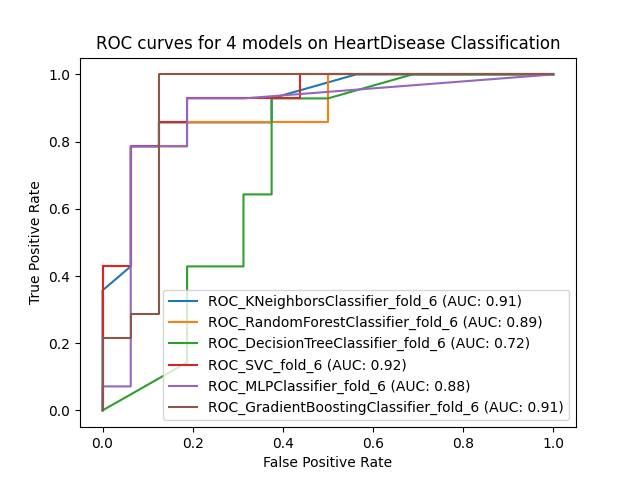 ROC curves for 4 models on HeartDisease Classification
1.0
0.8
0.6
0.4
0.2
0.0
True Positive Rate
ROC_KNeighborsClassifier_fold_6 (AUC: 0.91)
ROC_RandomForestClassifier_fold_6 (AUC: 0.89)
ROC_DecisionTreeClassifier_fold_6 (AUC: 0.72)
ROC_SVC_fold_6 (AUC: 0.92)
ROC_MLPClassifier_fold_6 (AUC: 0.88)
ROC_GradientBoostingClassifier_fold_6 (AUC: 0.91)
0.0 0.2 0.4 0.6 0.8 1.0
False Positive Rate